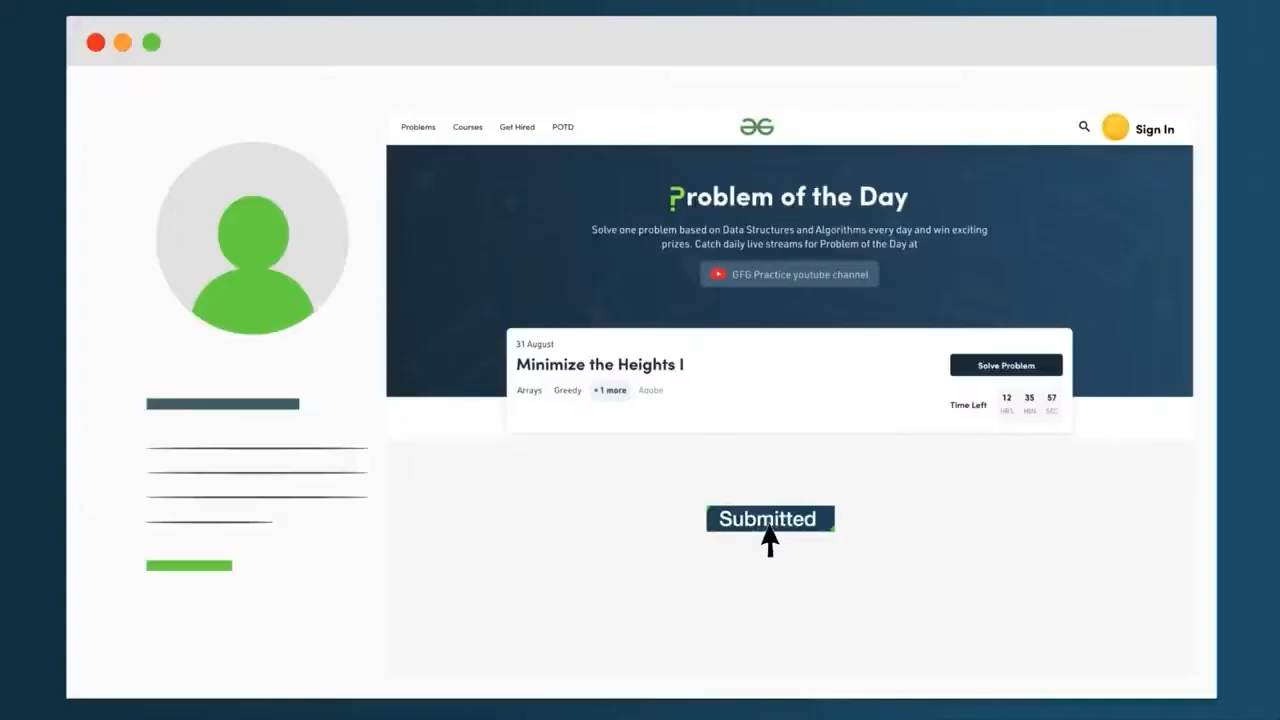 Problems Courses Get Hired POTD
Sign In
Problem of the Day
Solve one problem based on Data Structures and Algorithms every day and win exciting
prizes. Catch daily live streams for Problem of the Day at
GFG Practice youtube channel
31 August
Minimize the Heights I
Solve Problem
Arrays Greedy +1 more Adobe
Time Left 12 35 57
HRS MIN SEC
Submitted